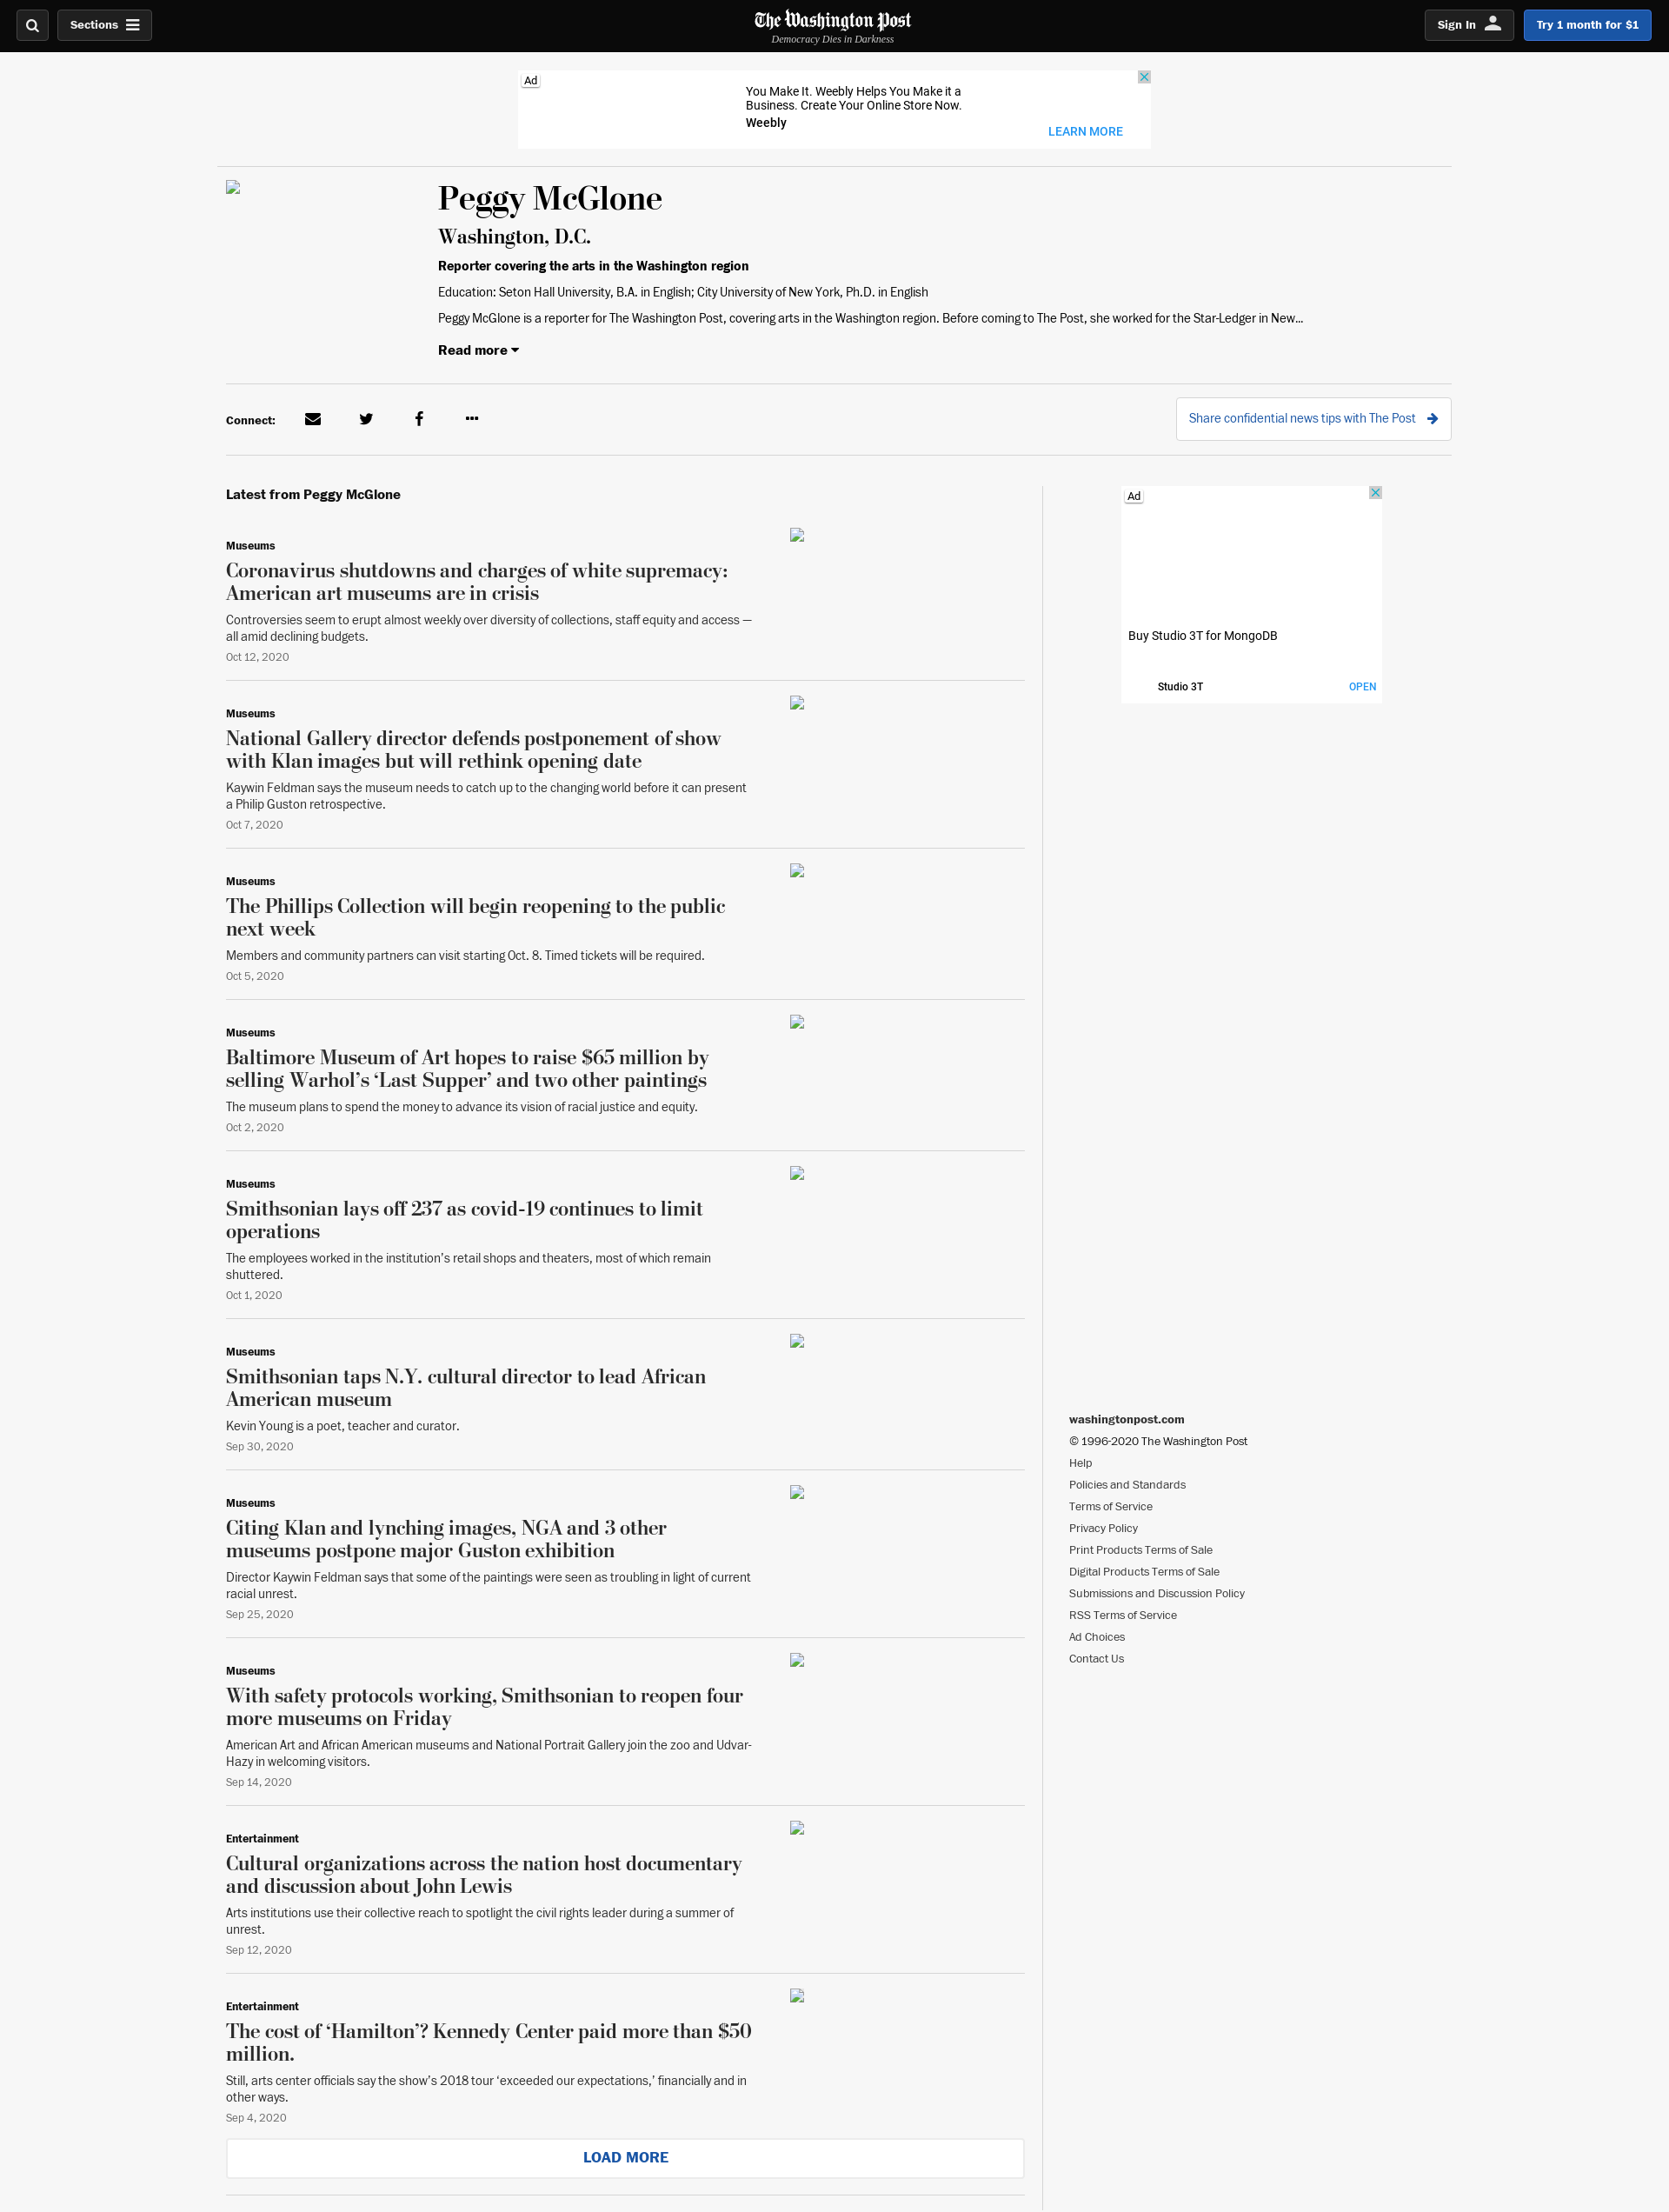 Sections
The Washington Post
Democracy Dies in Darkness
Sign In
Try 1 month for $1
Ad
You Make It. Weebly Helps You Make it a
Business. Create Your Online Store Now.
Weebly
LEARN MORE
Peggy McGlone
Washington, D.C.
Reporter covering the arts in the Washington region
Education: Seton Hall University, B.A. in English; City University of New York, Ph.D. in English
Peggy McGlone is a reporter for The Washington Post, covering arts in the Washington region. Before coming to The Post, she worked for the Star-Ledger in New...
Read more
Connect:
Share confidential news tips with The Post
Latest from Peggy McGlone
Museums
Coronavirus shutdowns and charges of white supremacy:
American art museums are in crisis
Controversies seem to erupt almost weekly over diversity of collections, staff equity and access —
all amid declining budgets.
Oct 12, 2020
Museums
National Gallery director defends postponement of show
with Klan images but will rethink opening date
Kaywin Feldman says the museum needs to catch up to the changing world before it can present
a Philip Guston retrospective.
Oct 7, 2020
Museums
The Phillips Collection will begin reopening to the public
next week
Members and community partners can visit starting Oct. 8. Timed tickets will be required.
Oct 5, 2020
Museums
Baltimore Museum of Art hopes to raise $65 million by
selling Warhol’s ‘Last Supper’ and two other paintings
The museum plans to spend the money to advance its vision of racial justice and equity.
Oct 2, 2020
Museums
Smithsonian lays off 237 as covid-19 continues to limit
operations
The employees worked in the institution’s retail shops and theaters, most of which remain
shuttered.
Oct 1, 2020
Museums
Smithsonian taps N.Y. cultural director to lead African
American museum
Kevin Young is a poet, teacher and curator.
Sep 30, 2020
Museums
Citing Klan and lynching images, NGA and 3 other
museums postpone major Guston exhibition
Director Kaywin Feldman says that some of the paintings were seen as troubling in light of current
racial unrest.
Sep 25, 2020
Museums
With safety protocols working, Smithsonian to reopen four
more museums on Friday
American Art and African American museums and National Portrait Gallery join the zoo and Udvar-
Hazy in welcoming visitors.
Sep 14, 2020
Entertainment
Cultural organizations across the nation host documentary
and discussion about John Lewis
Arts institutions use their collective reach to spotlight the civil rights leader during a summer of
unrest.
Sep 12, 2020
Entertainment
The cost of ‘Hamilton’? Kennedy Center paid more than $50
million.
Still, arts center officials say the show’s 2018 tour ‘exceeded our expectations,’ financially and in
other ways.
Sep 4, 2020
LOAD MORE
Ad
Buy Studio 3T for MongoDB
Studio 3T
OPEN
washingtonpost.com
© 1996-2020 The Washington Post
Help
Policies and Standards
Terms of Service
Privacy Policy
Print Products Terms of Sale
Digital Products Terms of Sale
Submissions and Discussion Policy
RSS Terms of Service
Ad Choices
Contact Us